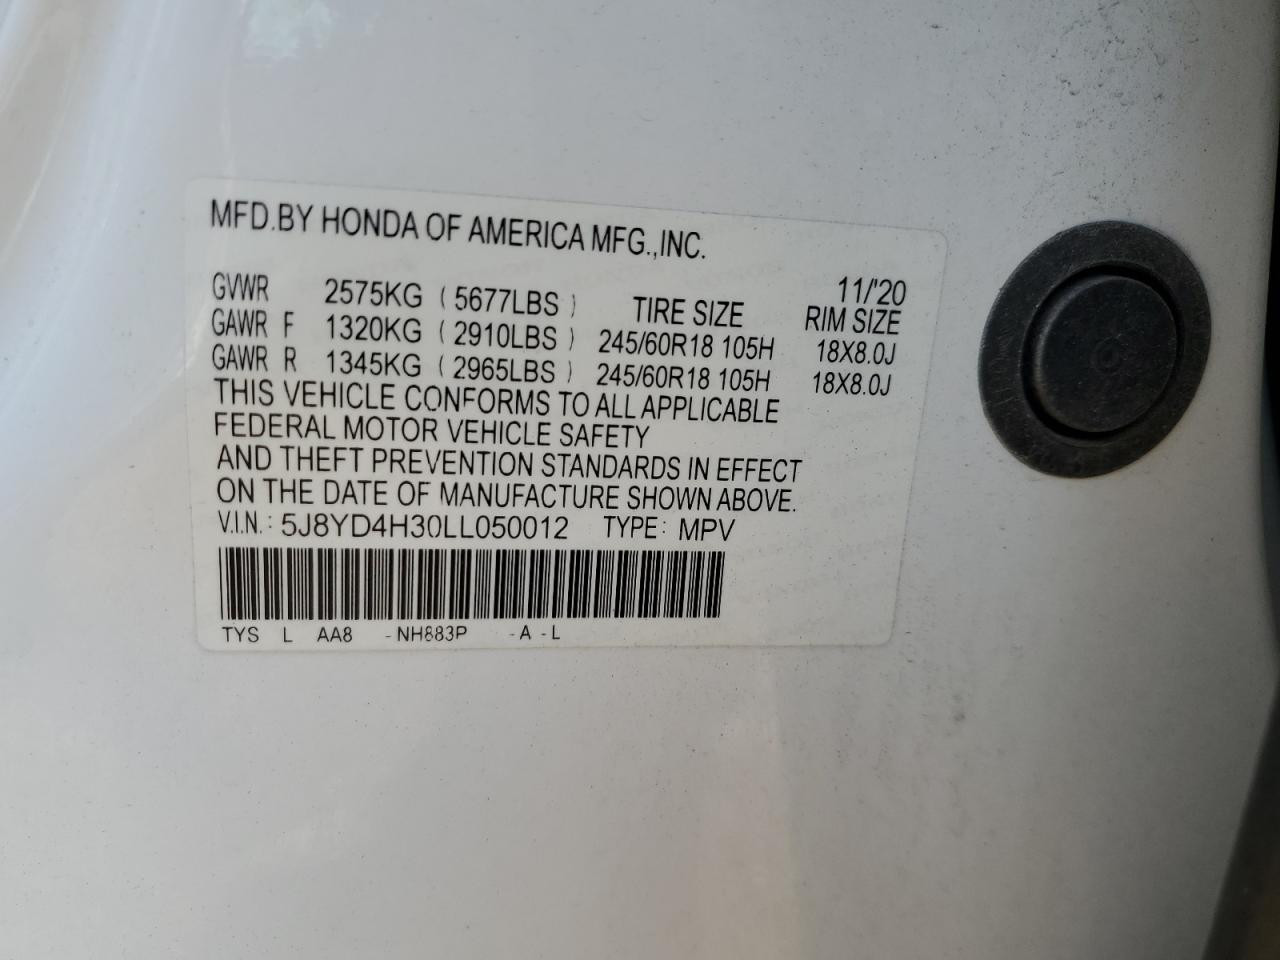 MFD.BY HONDA OF AMERICA MFG.,INC.
11/'20
GVWR 2575KG ( 5677LBS ) TIRE SIZE RIM SIZE
GAWR F 1320KG ( 2910LBS ) 245/60R18 105H 18X8.0J
GAWR R 1345KG ( 2965LBS ) 245/60R18 105H 18X8.0J
THIS VEHICLE CONFORMS TO ALL APPLICABLE
FEDERAL MOTOR VEHICLE SAFETY
AND THEFT PREVENTION STANDARDS IN EFFECT
ON THE DATE OF MANUFACTURE SHOWN ABOVE.
V.I.N.: 5J8YD4H30LL050012 TYPE: MPV
TYS L AA8 -NH883P -A -L